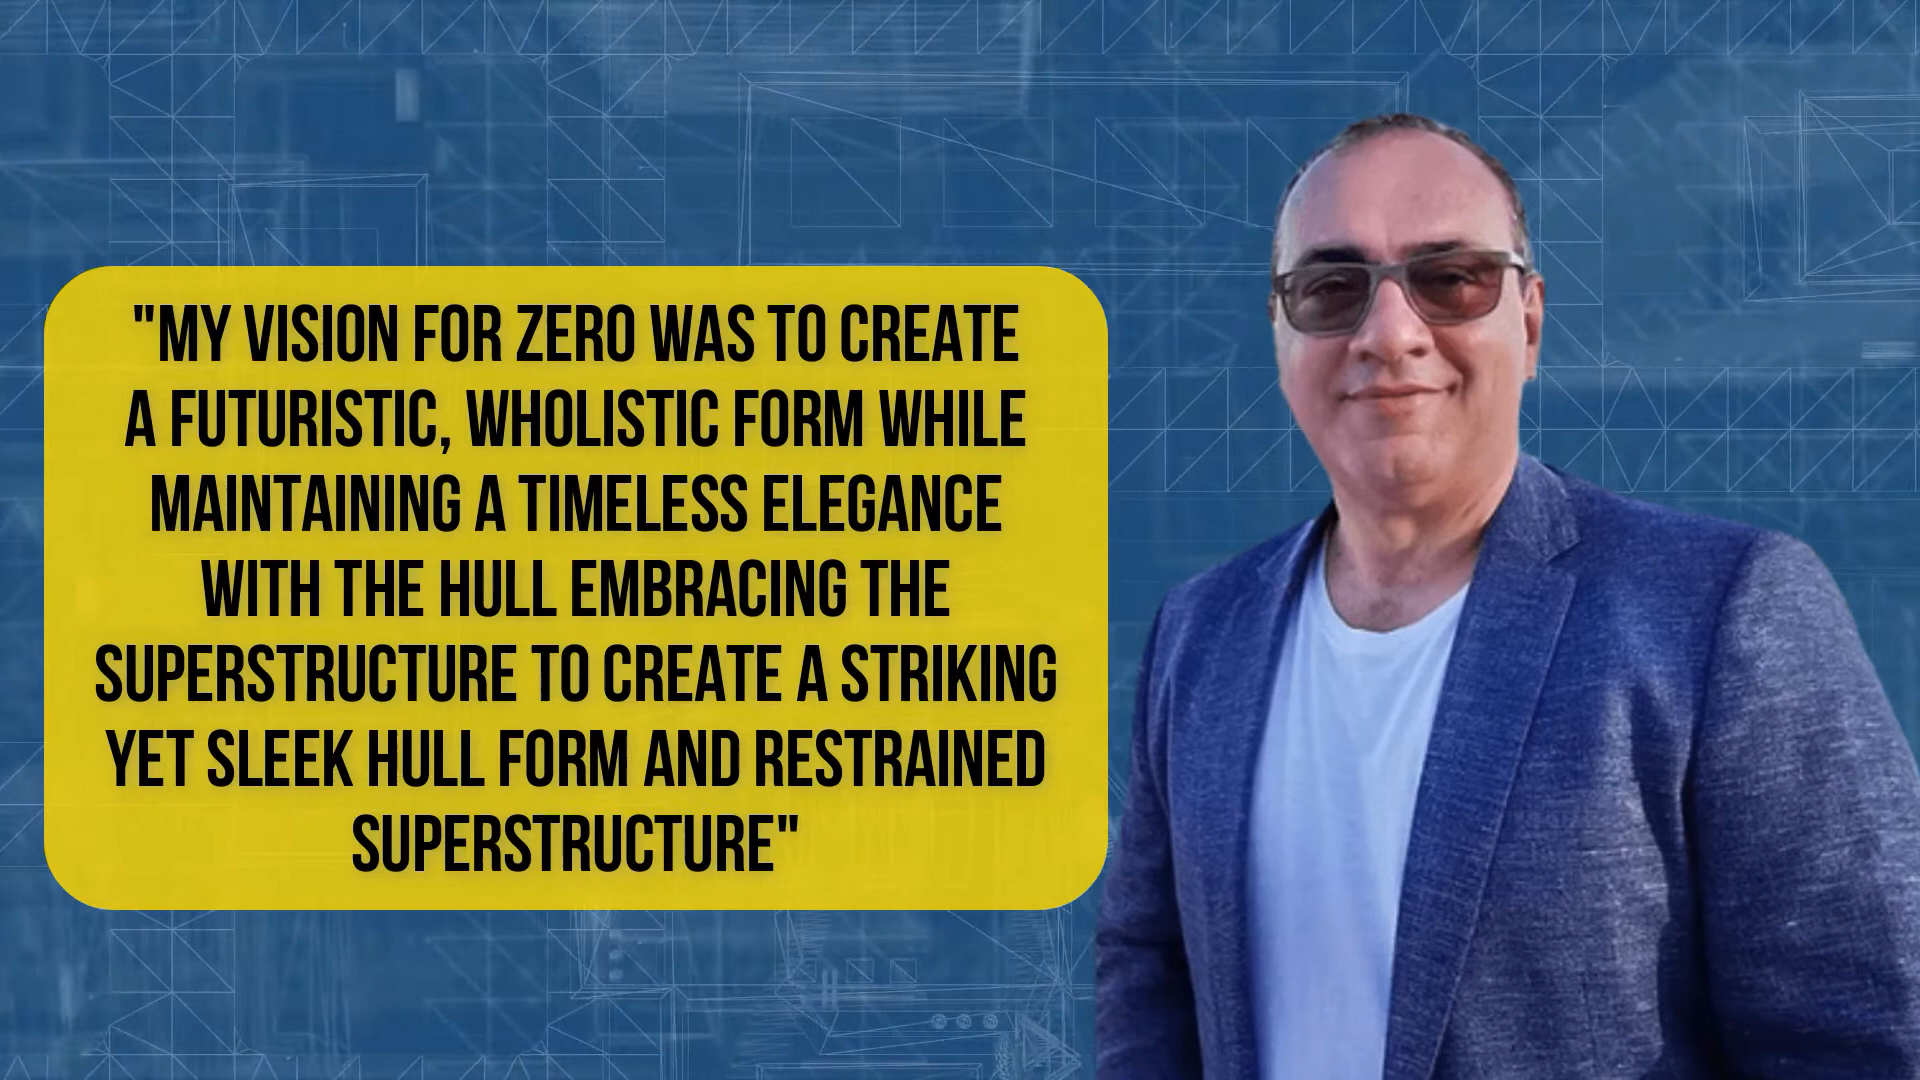 "MY VISION FOR ZERO WAS TO CREATE
A FUTURISTIC, WHOLISTIC FORM WHILE
MAINTAINING A TIMELESS ELEGANCE
WITH THE HULL EMBRACING THE
SUPERSTRUCTURE TO CREATE A STRIKING
YET SLEEK HULL FORM AND RESTRAINED
SUPERSTRUCTURE"